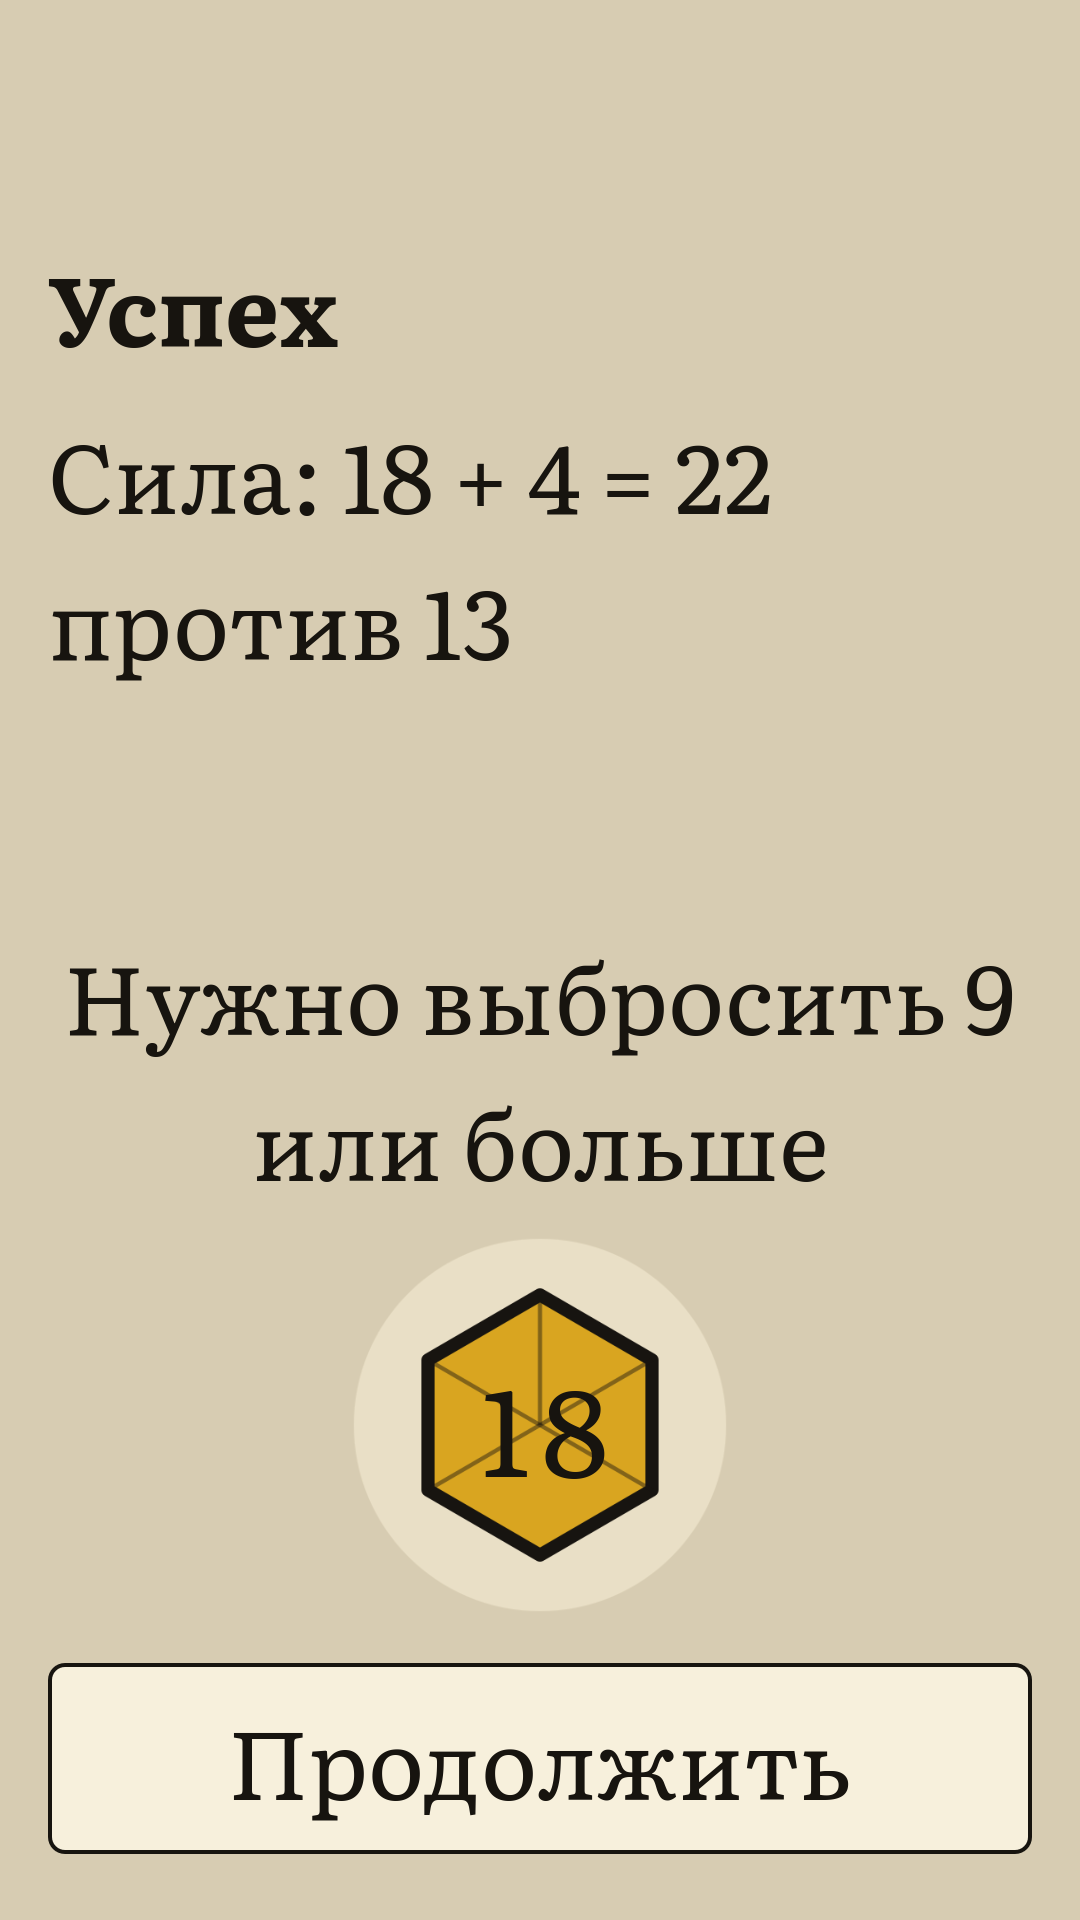 Успех
Сила: 18 + 4 = 22
против 13
Нужно выбросить 9
или больше
18
Продолжить